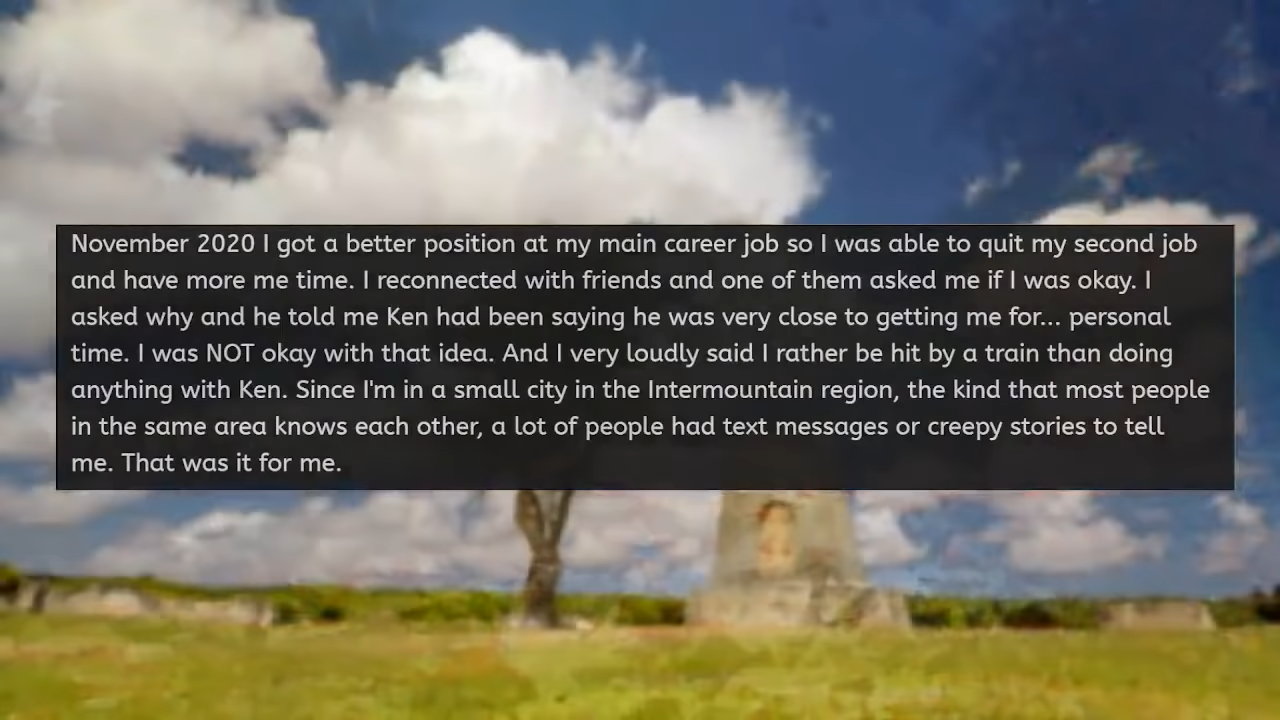 November 2020 I got a better position at my main career job so I was able to quit my second job
and have more me time. I reconnected with friends and one of them asked me if I was okay. I
asked why and he told me Ken had been saying he was very close to getting me for... personal
time. I was NOT okay with that idea. And I very loudly said I rather be hit by a train than doing
anything with Ken. Since I'm in a small city in the Intermountain region, the kind that most people
in the same area knows each other, a lot of people had text messages or creepy stories to tell
me. That was it for me.